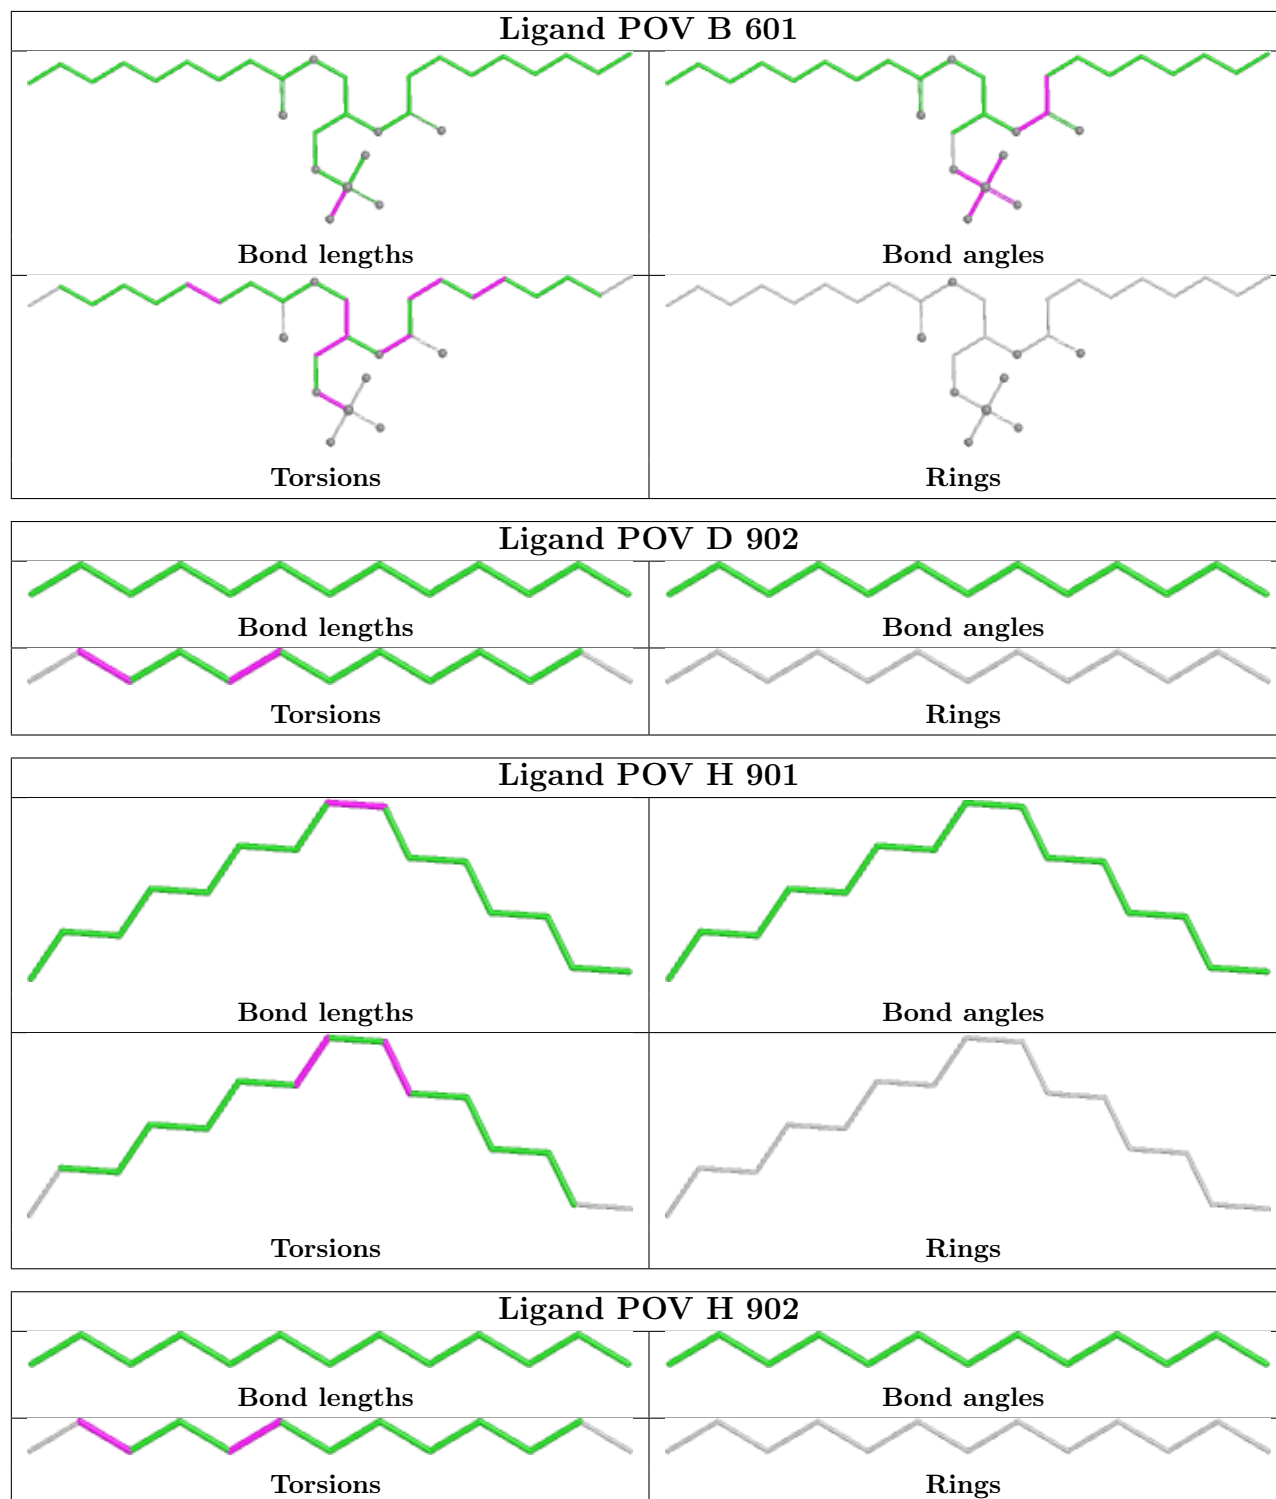 Ligand POV B 601
Bond lengths
Bond angles
Torsions
Rings
Ligand POV D 902
Bond lengths
Bond angles
Torsions
Rings
Ligand POV H 901
Bond lengths
Bond angles
Torsions
Rings
Ligand POV H 902
Bond lengths
Bond angles
Torsions
Rings